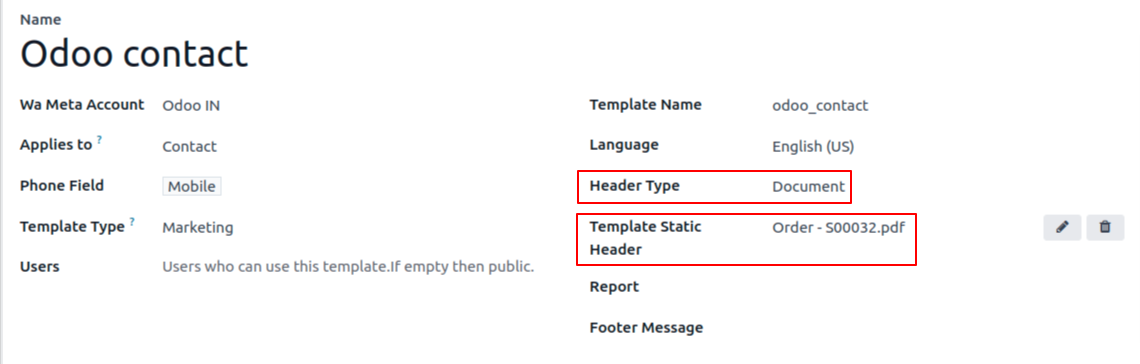 Name
Odoo contact
Wa Meta Account Odoo IN
Template Name odoo_contact
Applies to ? Contact
Language English (US)
Phone Field Mobile
Header Type Document
Template Type ? Marketing
Template Static Order - S00032.pdf
Header
Users Users who can use this template.If empty then public.
Report
Footer Message